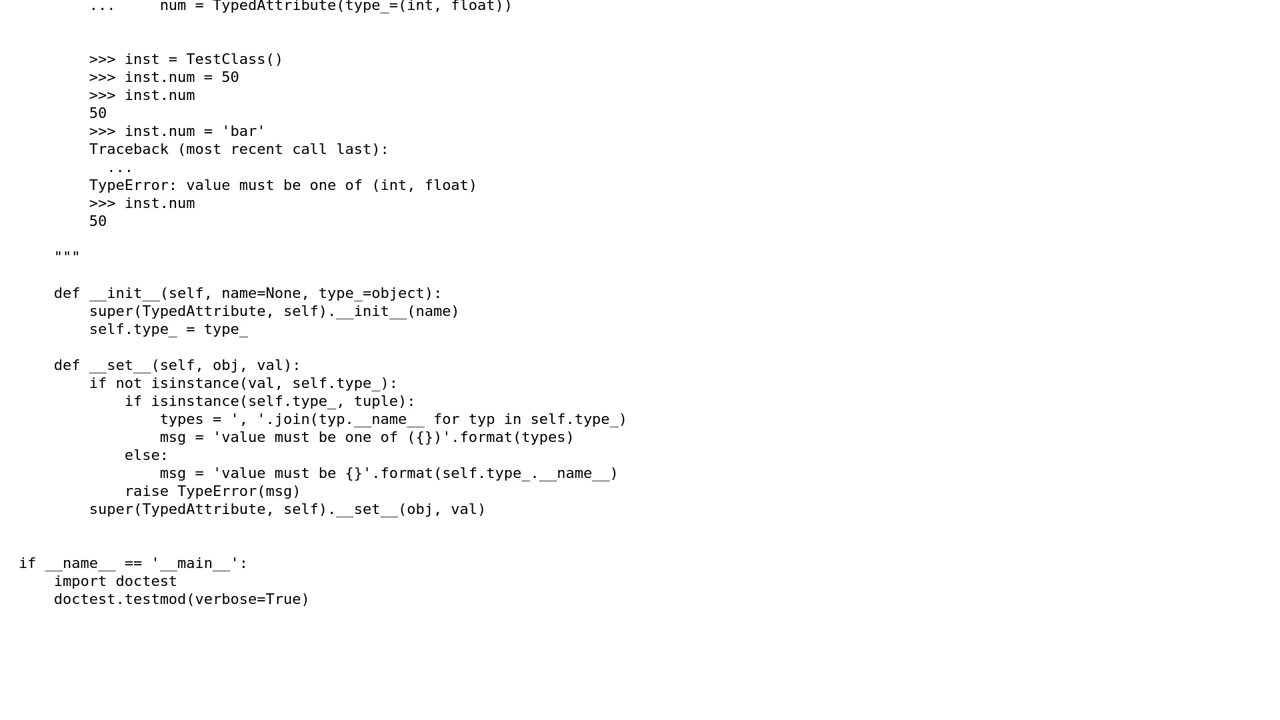 ...     num = TypedAttribute(type_=(int, float))


        >>> inst = TestClass()
        >>> inst.num = 50
        >>> inst.num
        50
        >>> inst.num = 'bar'
        Traceback (most recent call last):
          ...
        TypeError: value must be one of (int, float)
        >>> inst.num
        50

    """

    def __init__(self, name=None, type_=object):
        super(TypedAttribute, self).__init__(name)
        self.type_ = type_

    def __set__(self, obj, val):
        if not isinstance(val, self.type_):
            if isinstance(self.type_, tuple):
                types = ', '.join(typ.__name__ for typ in self.type_)
                msg = 'value must be one of ({})'.format(types)
            else:
                msg = 'value must be {}'.format(self.type_.__name__)
            raise TypeError(msg)
        super(TypedAttribute, self).__set__(obj, val)


if __name__ == '__main__':
    import doctest
    doctest.testmod(verbose=True)